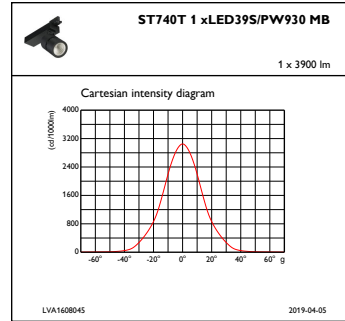 ST740T 1 xLED39S/PW930 MB
1 x 3900 lm
Cartesian intensity diagram
(cd/1000lm)
4000
3200
2400
1600
800
0
-60° -40° -20° 0° 20° 40° 60° g
LVA1608045 2019-04-05